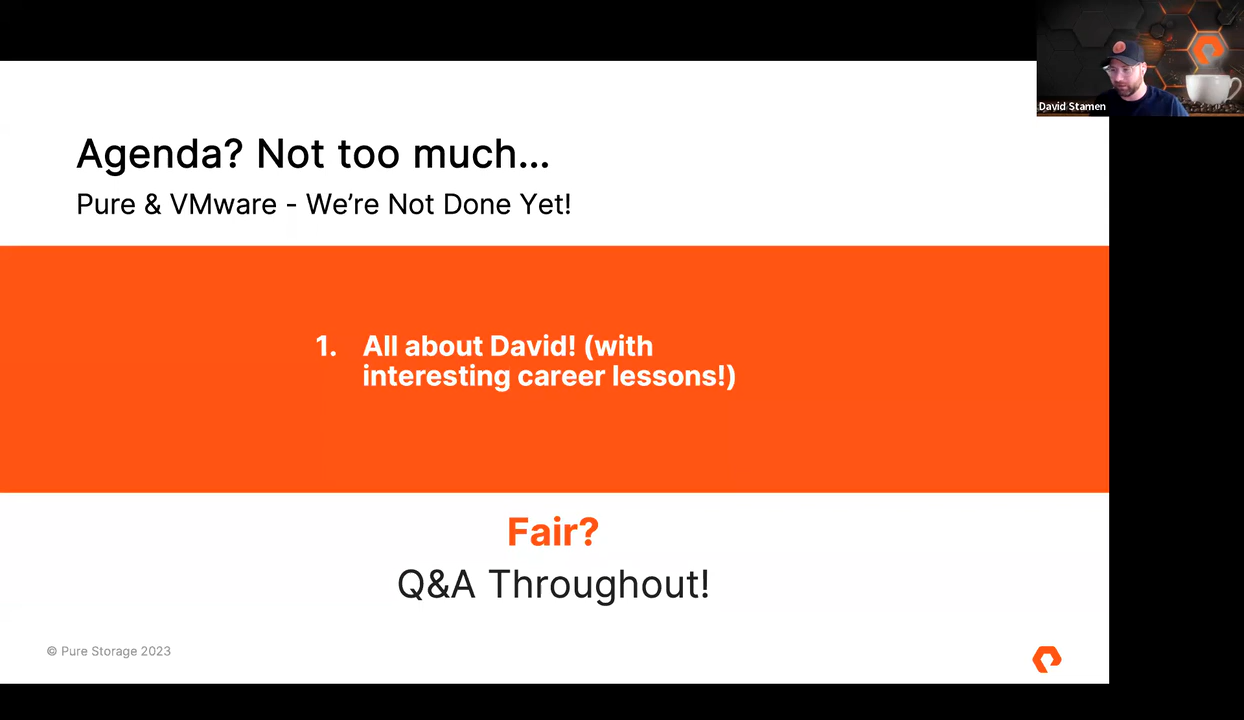 David Stamen
Agenda? Not too much...
Pure & VMware - We’re Not Done Yet!
1. All about David! (with
interesting career lessons!)
Fair?
Q&A Throughout!
© Pure Storage 2023